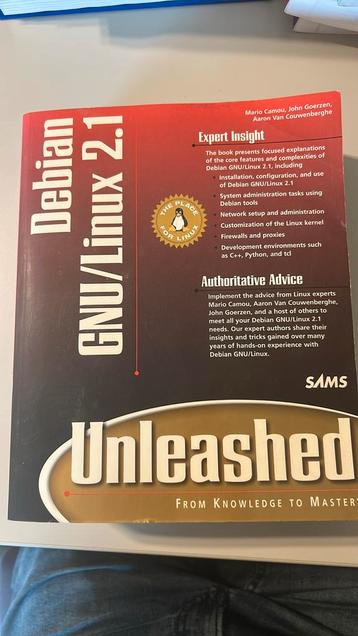 Mario Camou, John Goerzen,
Aaron Van Couwenberghe
Debian
GNU/Linux 2.1
Expert Insight
The book presents focused explanations
of the core features and complexities of
Debian GNU/Linux 2.1, including
• Installation, configuration, and use
of Debian GNU/Linux 2.1
• System administration tasks using
Debian tools
• Network setup and administration
• Customization of the Linux kernel
• Firewalls and proxies
• Development environments such
as C++, Python, and tcl
THE PLACE
FOR LINUX
Authoritative Advice
Implement the advice from Linux experts
Mario Camou, Aaron Van Couwenberghe,
John Goerzen, and a host of others to
meet all your Debian GNU/Linux 2.1
needs. Our expert authors share their
insights and tricks gained over many
years of hands-on experience with
Debian GNU/Linux.
SAMS
Unleashed
FROM KNOWLEDGE TO MASTERY